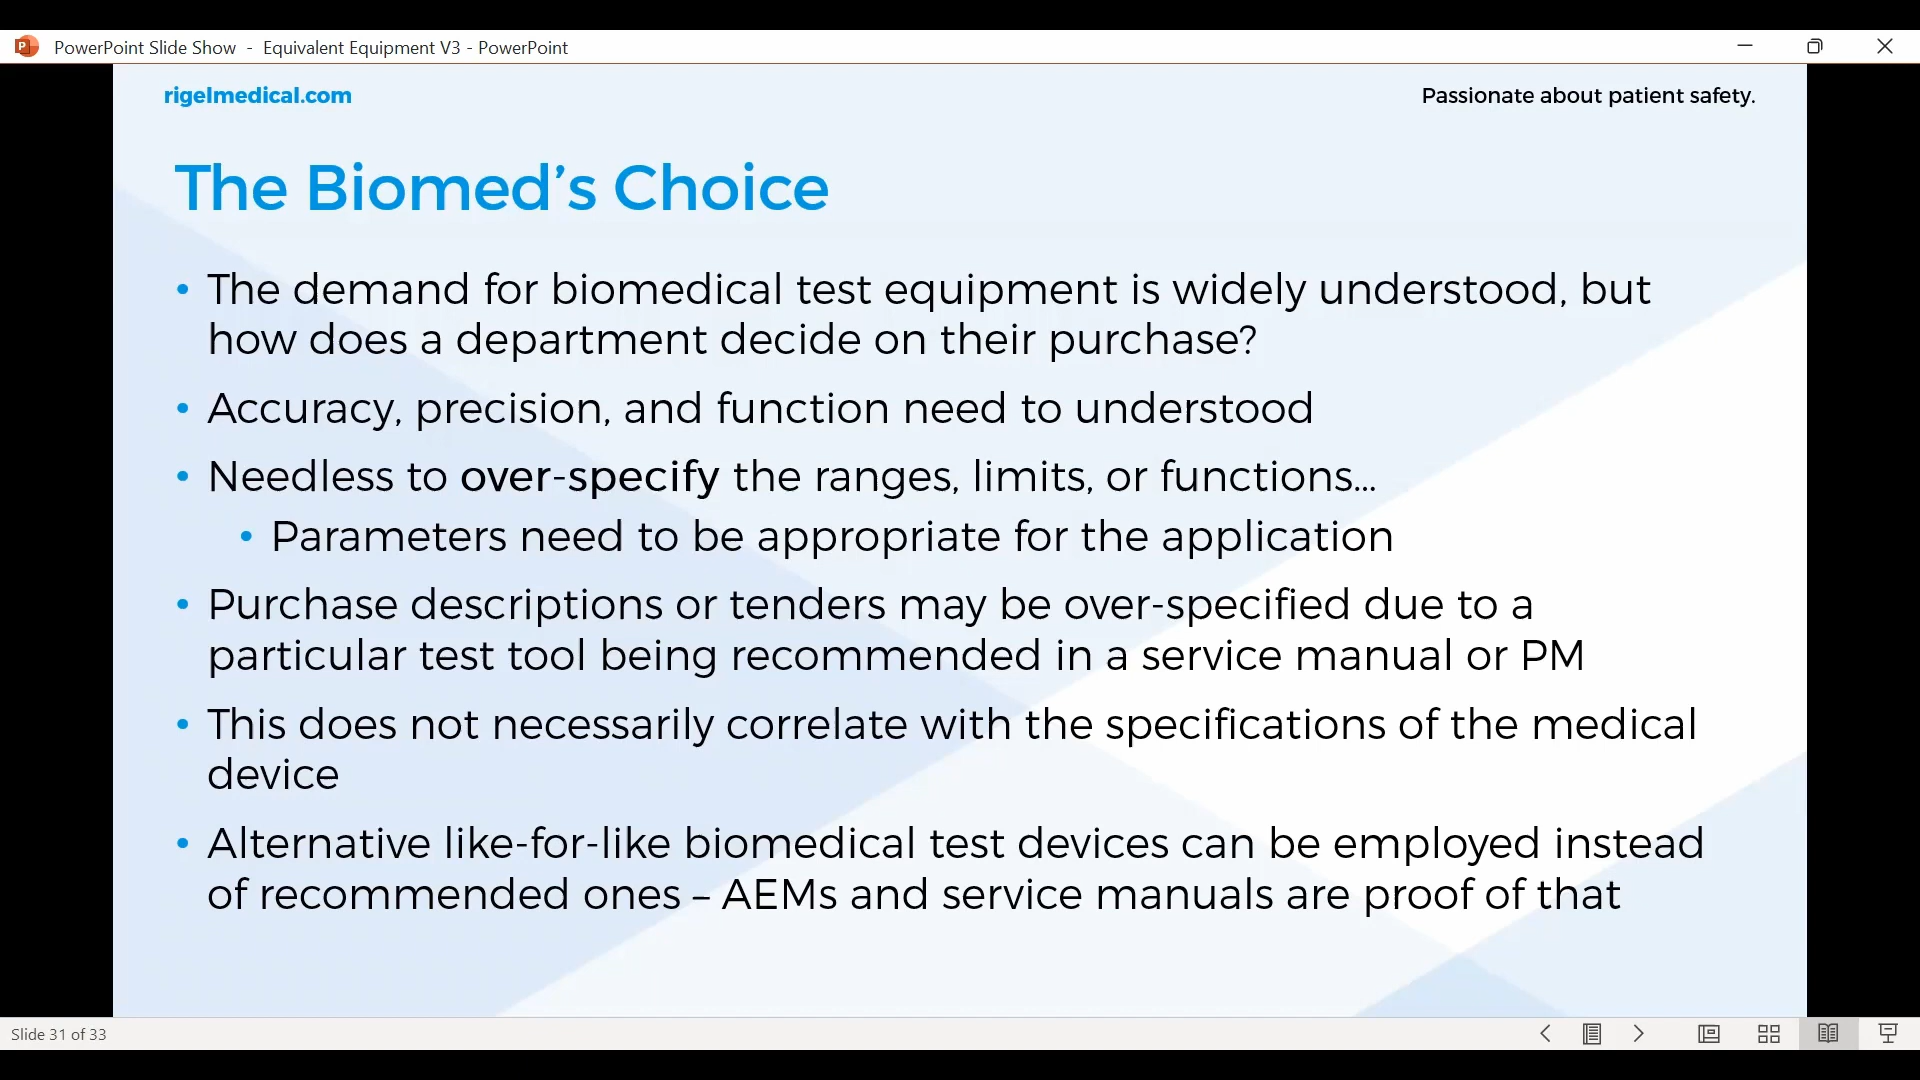 PowerPoint Slide Show - Equivalent Equipment V3 - PowerPoint
rigelmedical.com
Passionate about patient safety.
The Biomed’s Choice
• The demand for biomedical test equipment is widely understood, but
how does a department decide on their purchase?
• Accuracy, precision, and function need to understood
• Needless to over-specify the ranges, limits, or functions...
• Parameters need to be appropriate for the application
• Purchase descriptions or tenders may be over-specified due to a
particular test tool being recommended in a service manual or PM
• This does not necessarily correlate with the specifications of the medical
device
• Alternative like-for-like biomedical test devices can be employed instead
of recommended ones – AEMs and service manuals are proof of that
Slide 31 of 33